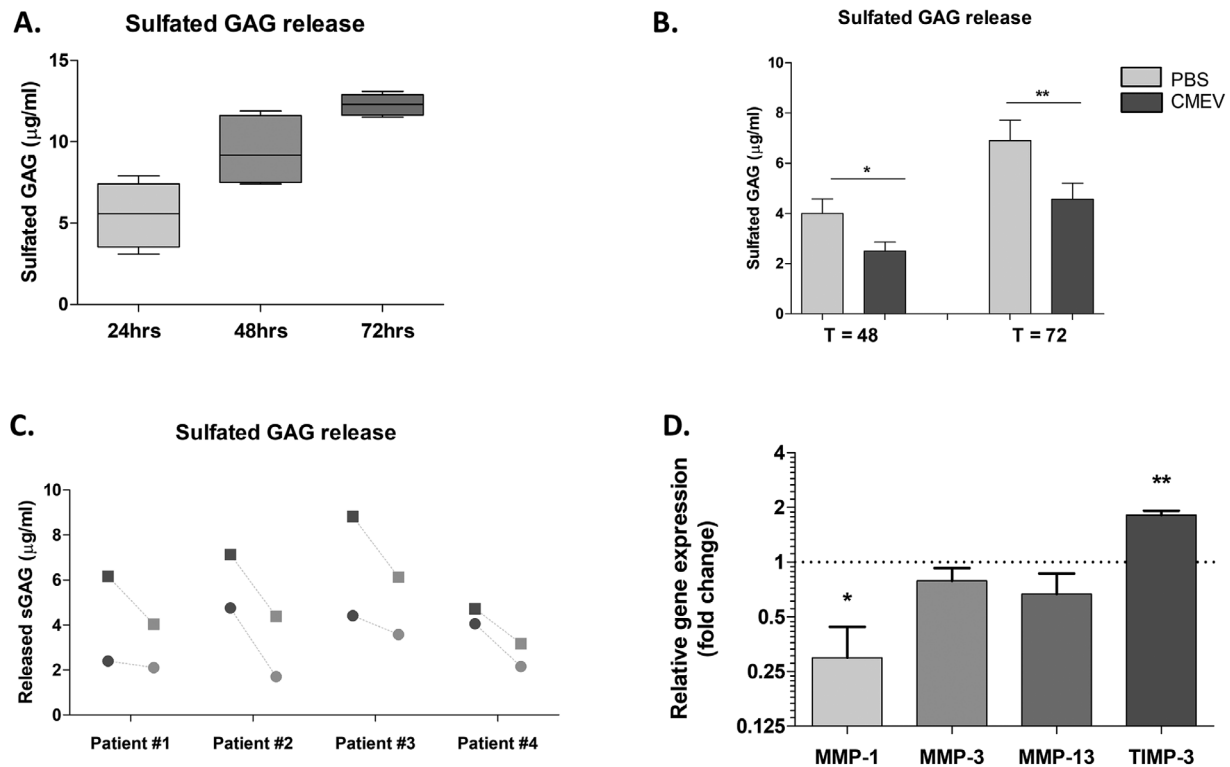 A.
Sulfated GAG release
Sulfated GAG (μg/ml)
15
10
5
0
24hrs 48hrs 72hrs
B.
Sulfated GAG release
Sulfated GAG (μg/ml)
10
8
6
4
2
0
*
**
T = 48 T = 72
PBS
CMEV
C.
Sulfated GAG release
Released sGAG (μg/ml)
10
8
6
4
2
0
Patient #1 Patient #2 Patient #3 Patient #4
D.
Relative gene expression
(fold change)
4
2
1
0.5
0.25
0.125
*
**
MMP-1 MMP-3 MMP-13 TIMP-3